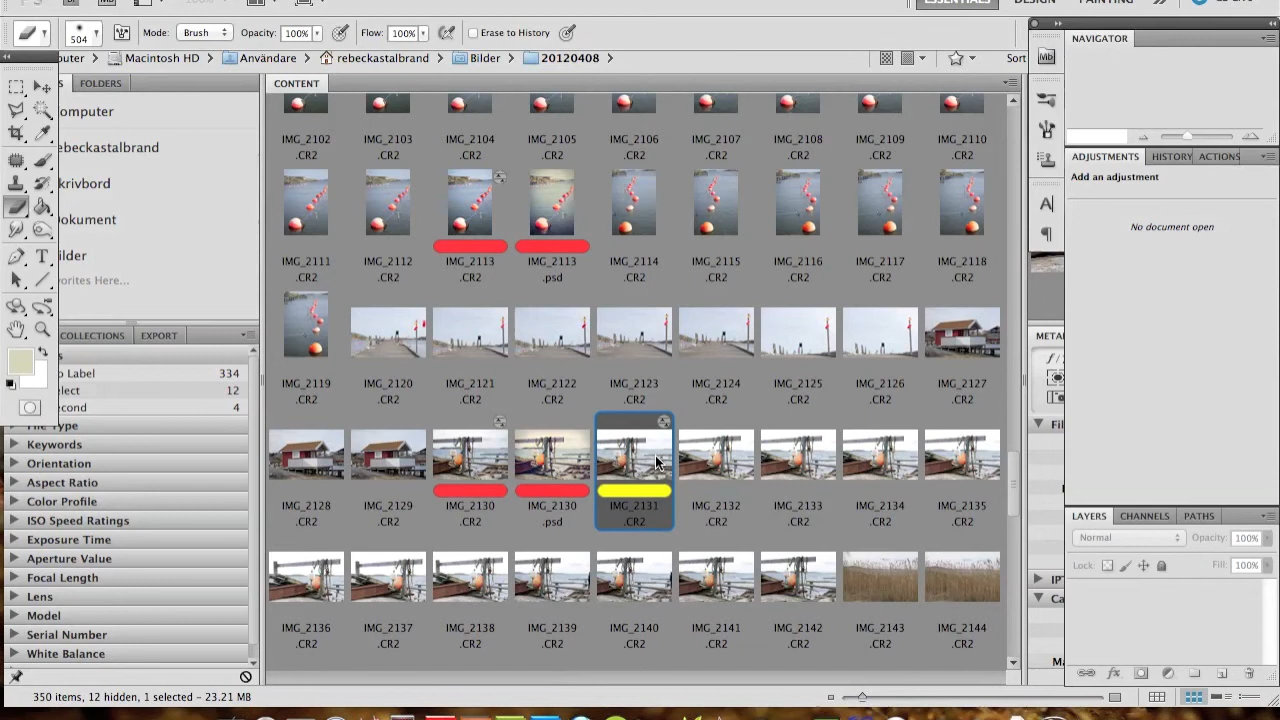 ESSENTIALS DESIGN PAINTING
504 Mode: Brush Opacity: 100% Flow: 100% Erase to History
puter Macintosh HD Användare rebeckastalbrand Bilder 20120408 Sort
S FOLDERS
omputer
ebeckastalbrand
krivbord
Dokument
ilder
vorites Here...
COLLECTIONS EXPORT
s
o Label 334
elect 12
econd 4
File Type
Keywords
Orientation
Aspect Ratio
Color Profile
ISO Speed Ratings
Exposure Time
Aperture Value
Focal Length
Lens
Model
Serial Number
White Balance
350 items, 12 hidden, 1 selected - 23.21 MB
CONTENT
IMG_2102 IMG_2103 IMG_2104 IMG_2105 IMG_2106 IMG_2107 IMG_2108 IMG_2109 IMG_2110
.CR2 .CR2 .CR2 .CR2 .CR2 .CR2 .CR2 .CR2 .CR2
IMG_2111 IMG_2112 IMG_2113 IMG_2113 IMG_2114 IMG_2115 IMG_2116 IMG_2117 IMG_2118
.CR2 .CR2 .CR2 .psd .CR2 .CR2 .CR2 .CR2 .CR2
IMG_2119 IMG_2120 IMG_2121 IMG_2122 IMG_2123 IMG_2124 IMG_2125 IMG_2126 IMG_2127
.CR2 .CR2 .CR2 .CR2 .CR2 .CR2 .CR2 .CR2 .CR2
IMG_2128 IMG_2129 IMG_2130 IMG_2130 IMG_2131 IMG_2132 IMG_2133 IMG_2134 IMG_2135
.CR2 .CR2 .CR2 .psd .CR2 .CR2 .CR2 .CR2 .CR2
IMG_2136 IMG_2137 IMG_2138 IMG_2139 IMG_2140 IMG_2141 IMG_2142 IMG_2143 IMG_2144
.CR2 .CR2 .CR2 .CR2 .CR2 .CR2 .CR2 .CR2 .CR2
META
f/
Fil
IPT
Ca
Ma
NAVIGATOR
ADJUSTMENTS HISTORY ACTIONS
Add an adjustment
No document open
LAYERS CHANNELS PATHS
Normal Opacity: 100%
Lock: Fill: 100%